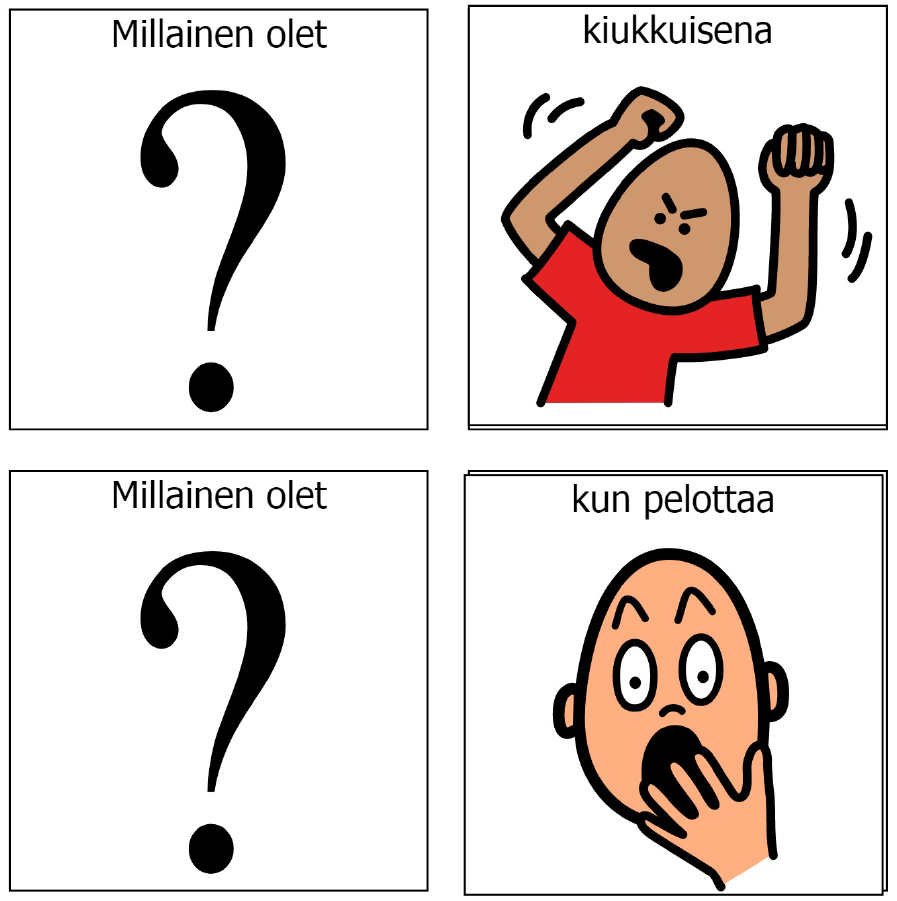 Millainen olet
kiukkuisena
?
Millainen olet
kun pelottaa
?